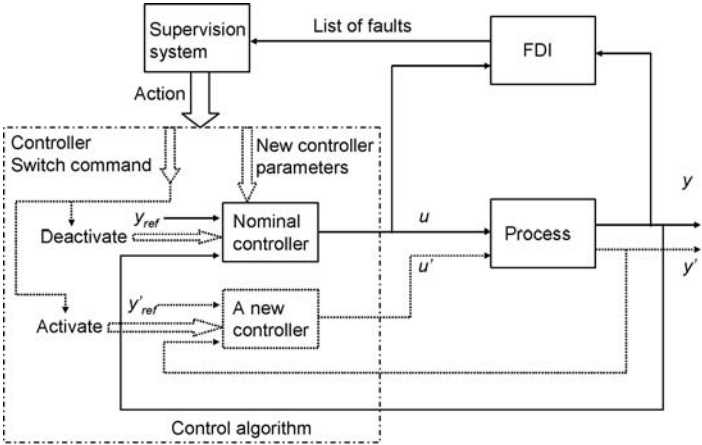 Supervision
system
List of faults
FDI
Action
Controller
Switch command
New controller
parameters
y
y_ref
Nominal
controller
u
Process
Deactivate
u'
y'
y'_ref
A new
controller
Activate
Control algorithm